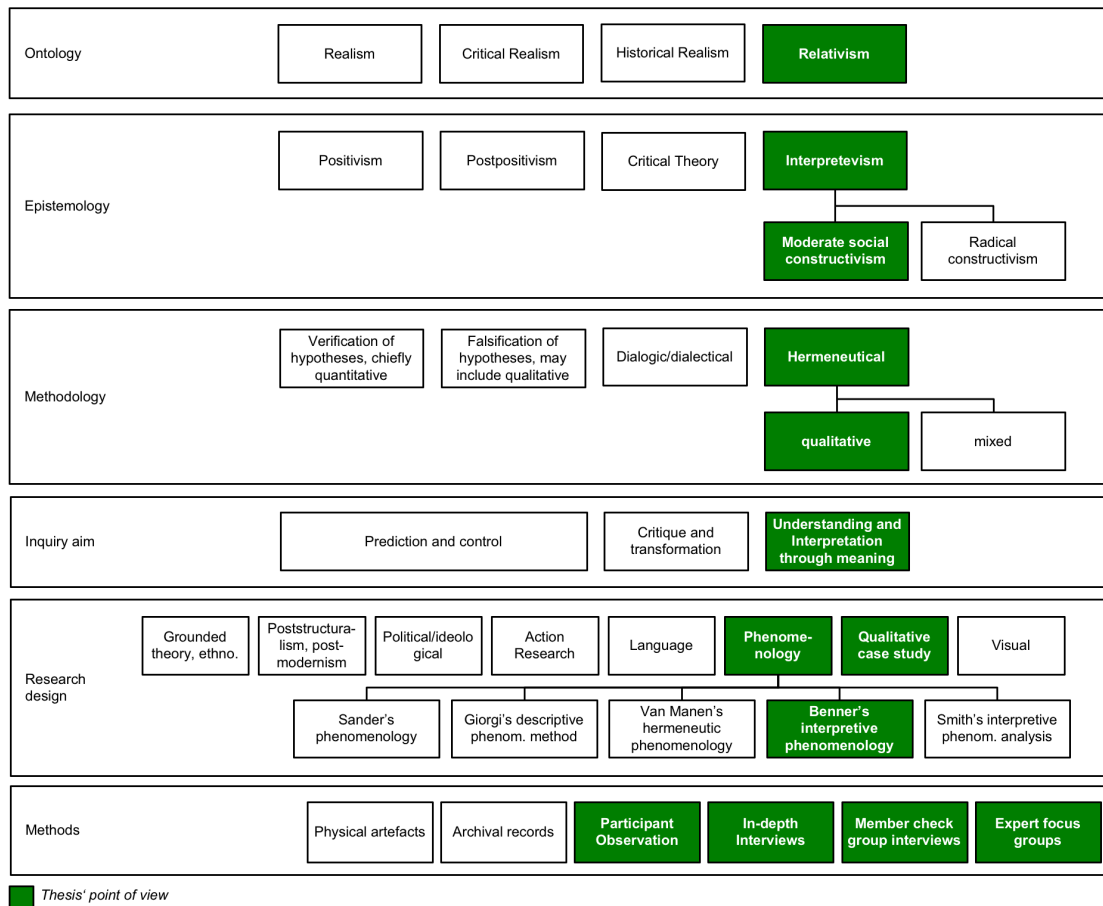 Ontology
Realism
Critical Realism
Historical Realism
Relativism
Epistemology
Positivism
Postpositivism
Critical Theory
Interpretevism
Moderate social
constructivism
Radical
constructivism
Methodology
Verification of
hypotheses, chiefly
quantitative
Falsification of
hypotheses, may
include qualitative
Dialogic/dialectical
Hermeneutical
qualitative
mixed
Inquiry aim
Prediction and control
Critique and
transformation
Understanding and
Interpretation
through meaning
Research
design
Grounded
theory, ethno.
Poststructura-
lism, post-
modernism
Political/ideolo
gical
Action
Research
Language
Phenome-
nology
Qualitative
case study
Visual
Sander’s
phenomenology
Giorgi’s descriptive
phenom. method
Van Manen’s
hermeneutic
phenomenology
Benner’s
interpretive
phenomenology
Smith’s interpretive
phenom. analysis
Methods
Physical artefacts
Archival records
Participant
Observation
In-depth
Interviews
Member check
group interviews
Expert focus
groups
Thesis‘ point of view